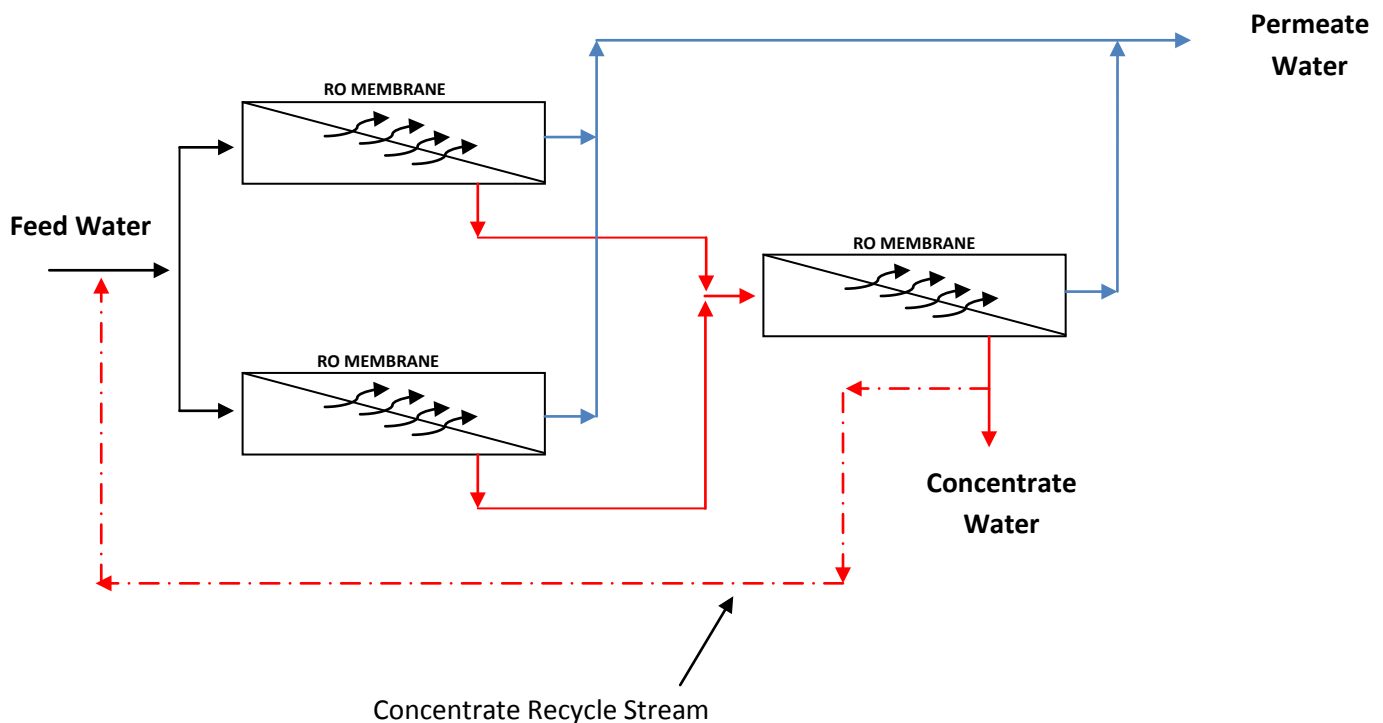 Permeate
Water
RO MEMBRANE
Feed Water
RO MEMBRANE
RO MEMBRANE
Concentrate
Water
Concentrate Recycle Stream